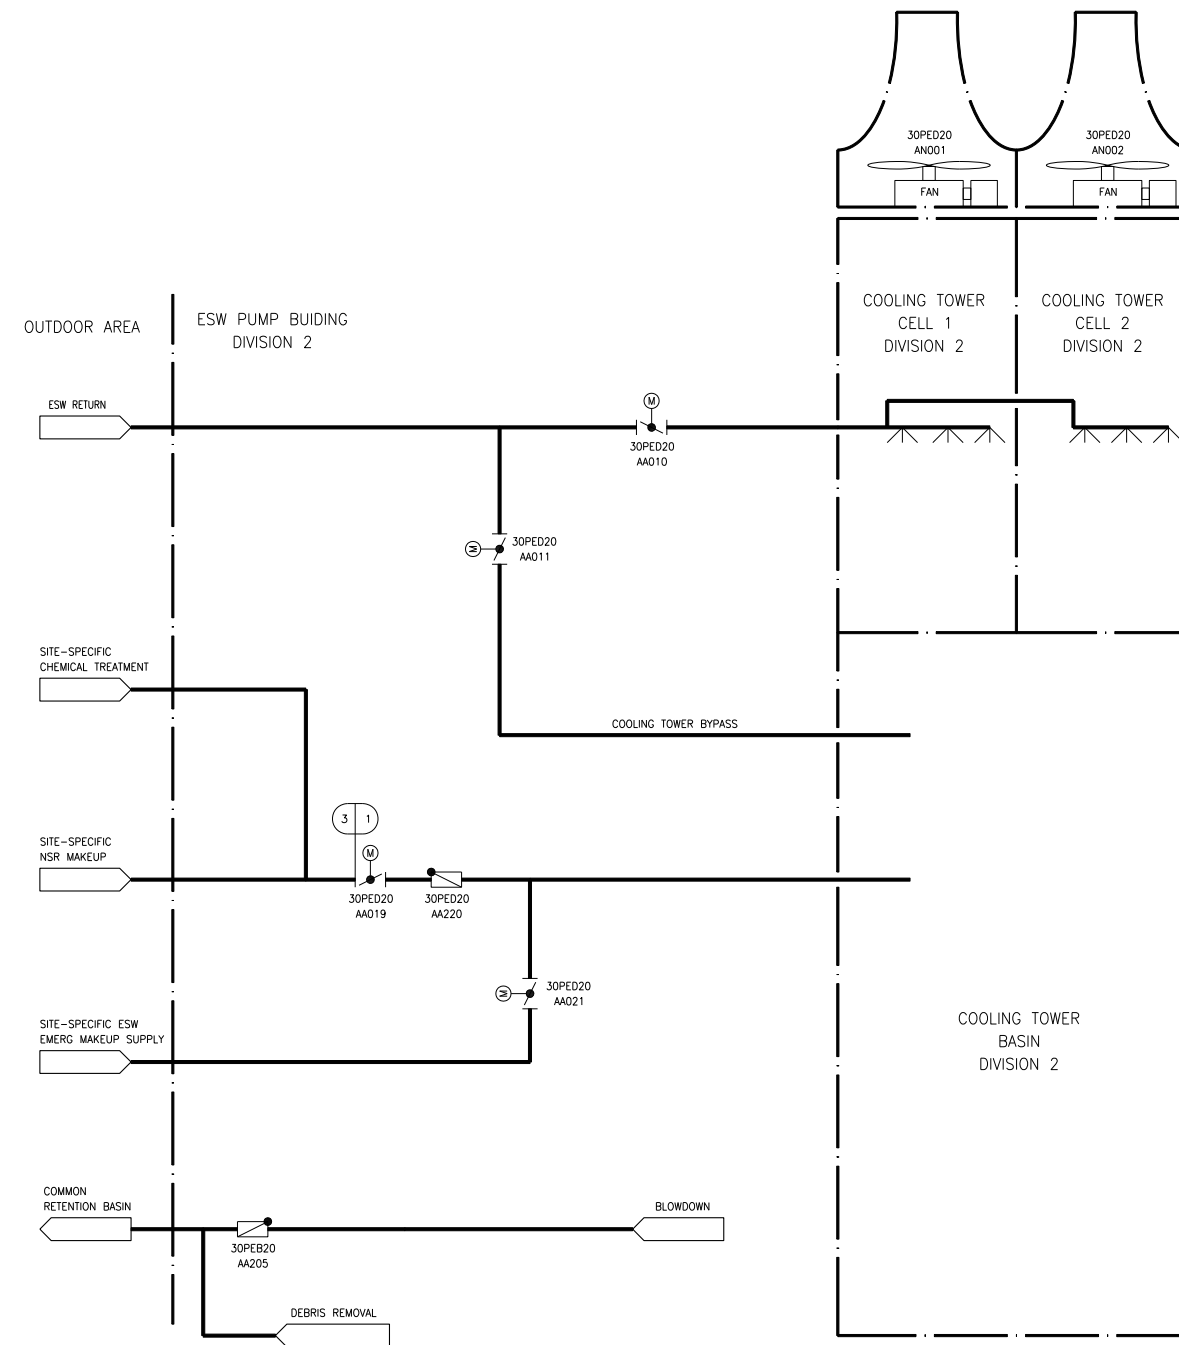 30PED20
AN001
30PED20
AN002
FAN
FAN
OUTDOOR AREA
ESW PUMP BUIDING
DIVISION 2
COOLING TOWER
CELL 1
DIVISION 2
COOLING TOWER
CELL 2
DIVISION 2
ESW RETURN
M
30PED20
AA010
M
30PED20
AA011
SITE-SPECIFIC
CHEMICAL TREATMENT
COOLING TOWER BYPASS
3 1
SITE-SPECIFIC
NSR MAKEUP
M
30PED20
AA019
30PED20
AA220
M
30PED20
AA021
SITE-SPECIFIC ESW
EMERG MAKEUP SUPPLY
COOLING TOWER
BASIN
DIVISION 2
COMMON
RETENTION BASIN
BLOWDOWN
30PEB20
AA205
DEBRIS REMOVAL